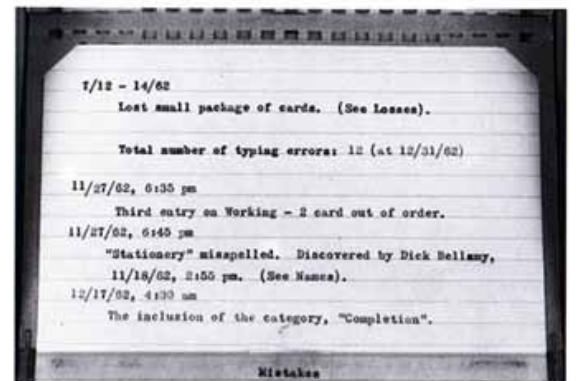 7/12 - 14/62
Lost small package of cards. (See Losses).
Total number of typing errors: 12 (at 12/31/62)
11/27/62, 6:35 pm
Third entry on Working - 2 card out of order.
11/27/62, 6:45 pm
"Stationery" misspelled. Discovered by Dick Bellamy,
11/18/62, 2:55 pm. (See Names).
12/17/62, 4:30 am
The inclusion of the category, "Completion".
Mistakes